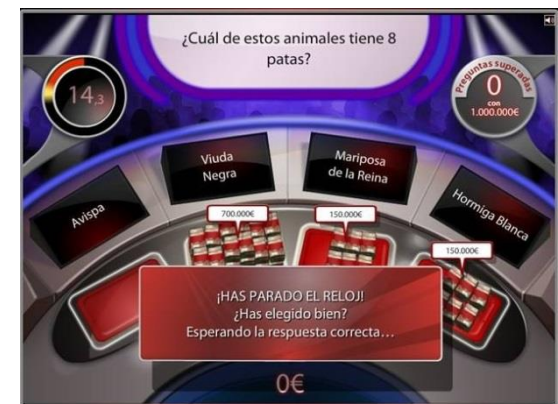 ¿Cuál de estos animales tiene 8
patas?
14,3
Preguntas superadas
0
con
1.000.000€
Avispa
Viuda
Negra
Mariposa
de la Reina
Hormiga Blanca
700.000€
150.000€
150.000€
¡HAS PARADO EL RELOJ!
¿Has elegido bien?
Esperando la respuesta correcta...
0€